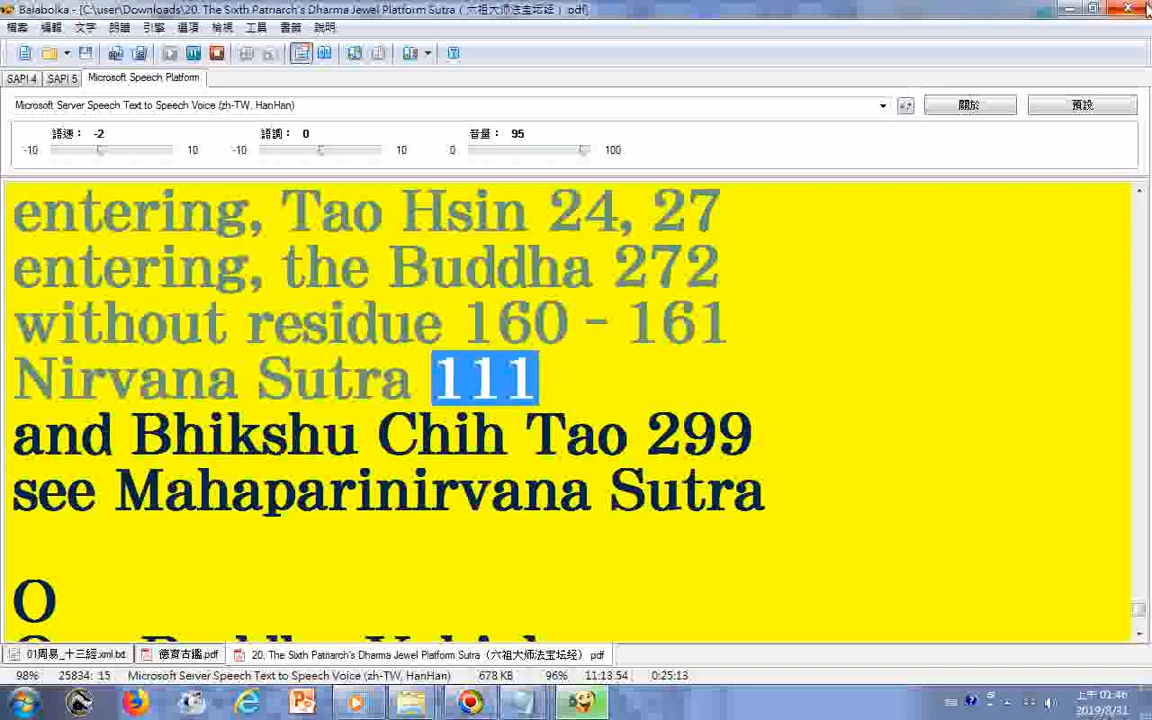 Balabolka - [C:\user\Downloads\20. The Sixth Patriarch's Dharma Jewel Platform Sutra（六祖大师法宝坛经）.pdf]
檔案 編輯 文字 朗讀 引擎 選項 檢視 工具 書籤 說明
SAPI 4 SAPI 5 Microsoft Speech Platform
Microsoft Server Speech Text to Speech Voice (zh-TW, HanHan) 關於 預設
語速： -2 語調： 0 音量： 95
-10 10 -10 10 0 100
entering, Tao Hsin 24, 27
entering, the Buddha 272
without residue 160 - 161
Nirvana Sutra 111
and Bhikshu Chih Tao 299
see Mahaparinirvana Sutra
O
01周易_十三經.xml.txt 德育古鑑.pdf 20. The Sixth Patriarch's Dharma Jewel Platform Sutra（六祖大师法宝坛经）.pdf
98% 25834: 15 Microsoft Server Speech Text to Speech Voice (zh-TW, HanHan) 678 KB 96% 11:13:54 0:25:13
上午 01:46
2019/8/31